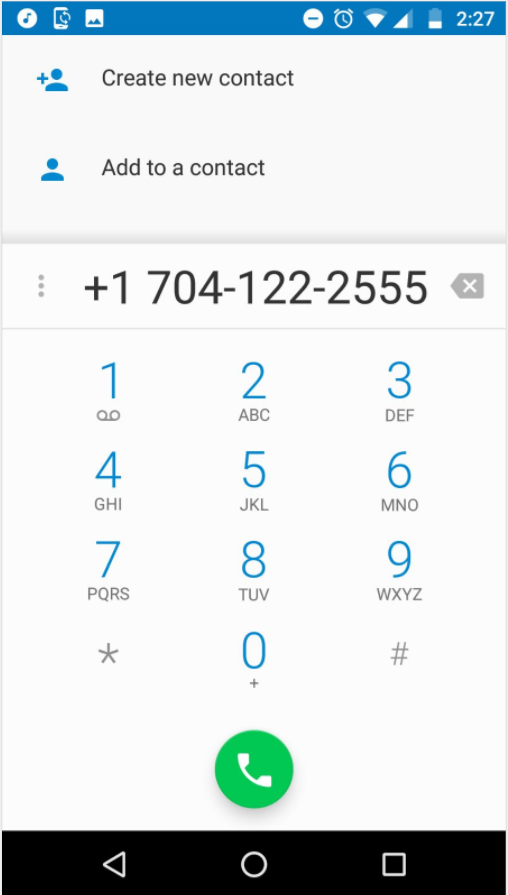 2:27
Create new contact
Add to a contact
+1 704-122-2555
1 2 3
ABC DEF
4 5 6
GHI JKL MNO
7 8 9
PQRS TUV WXYZ
* 0 #
+